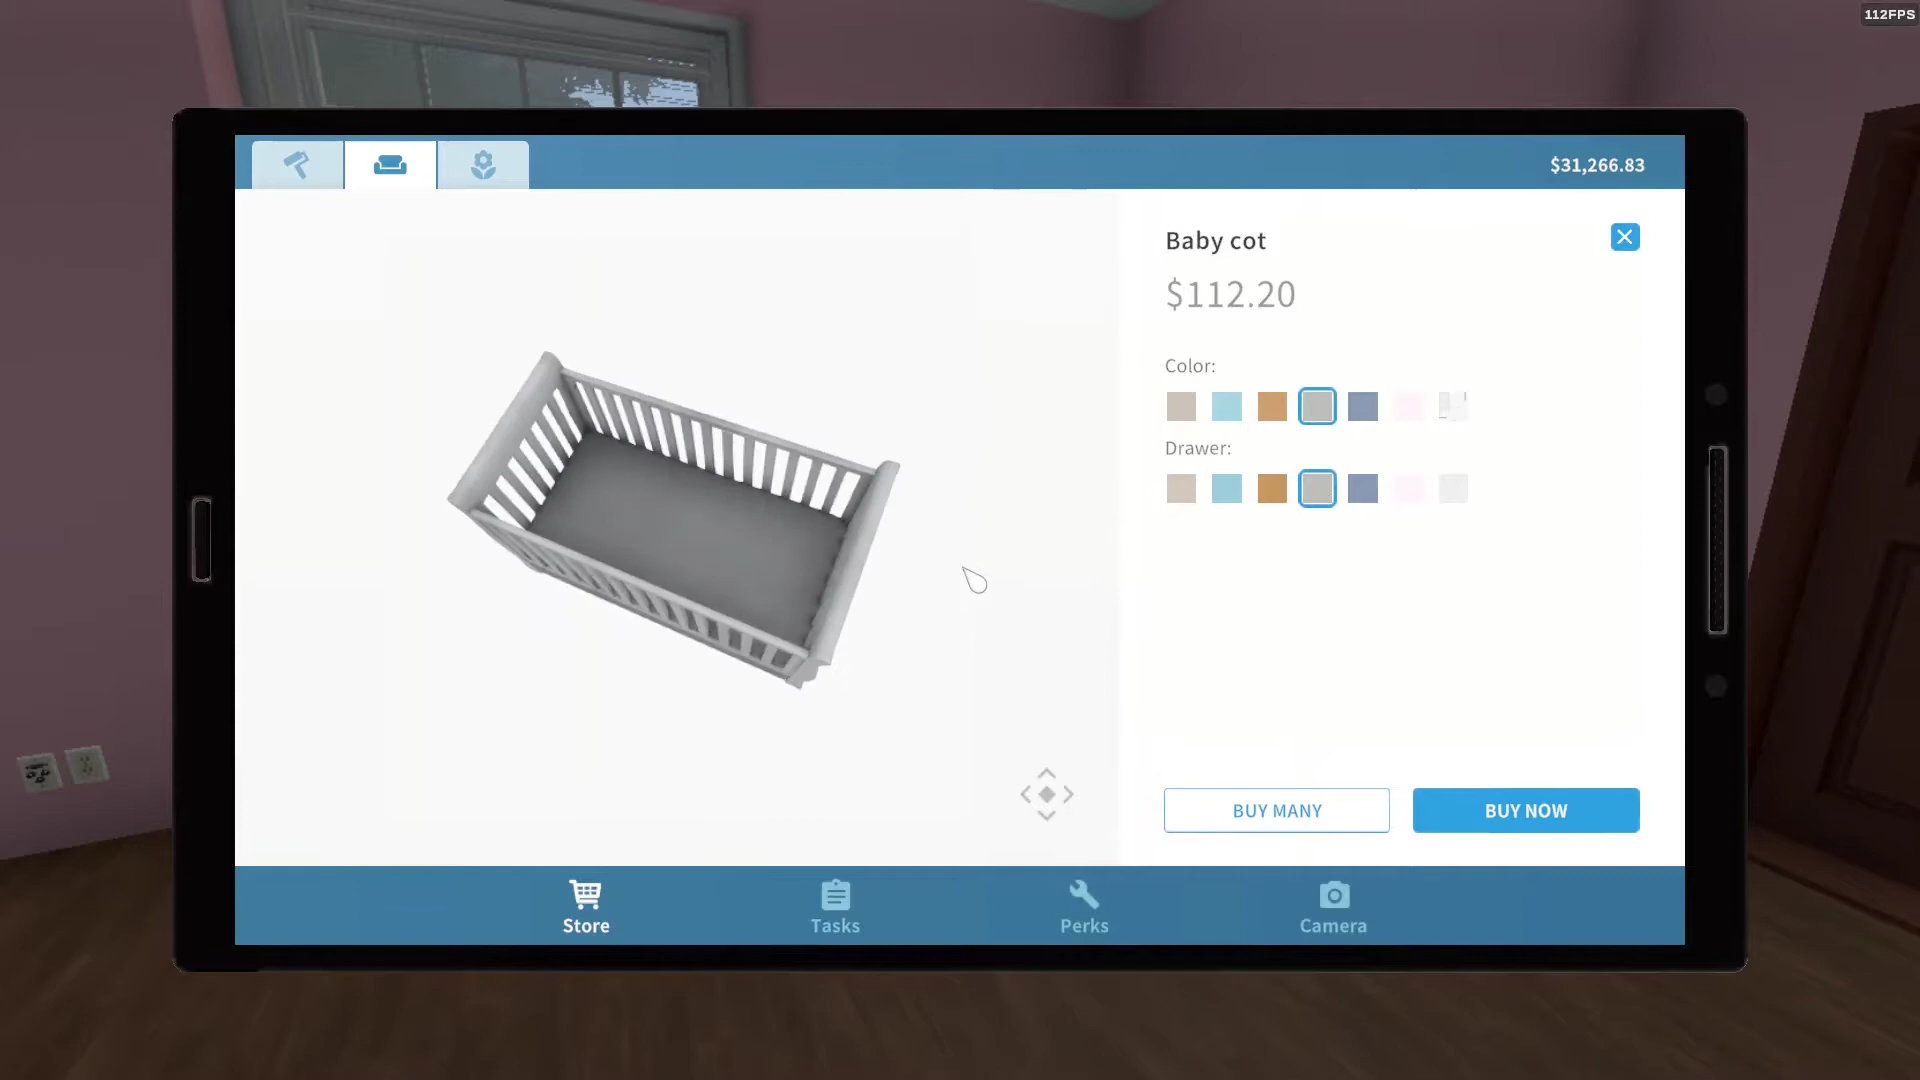 112FPS
$31,266.83
Baby cot
$112.20
Color:
Drawer:
BUY MANY
BUY NOW
Store
Tasks
Perks
Camera